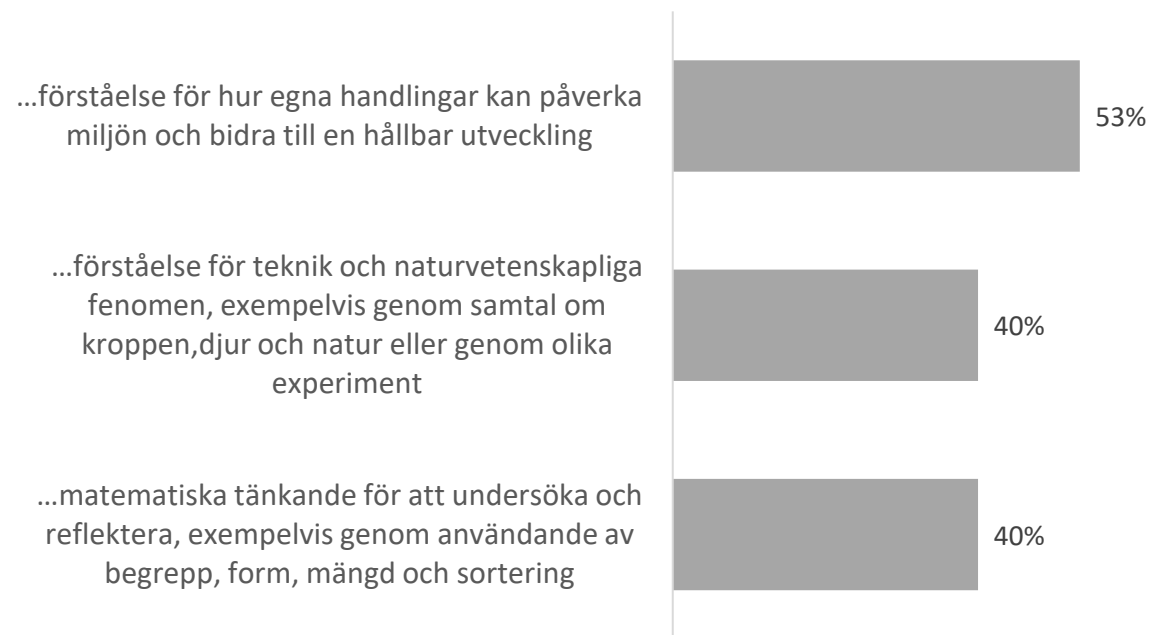 ...förståelse för hur egna handlingar kan påverka
miljön och bidra till en hållbar utveckling
53%
...förståelse för teknik och naturvetenskapliga
fenomen, exempelvis genom samtal om
kroppen,djur och natur eller genom olika
experiment
40%
...matematiska tänkande för att undersöka och
reflektera, exempelvis genom användande av
begrepp, form, mängd och sortering
40%